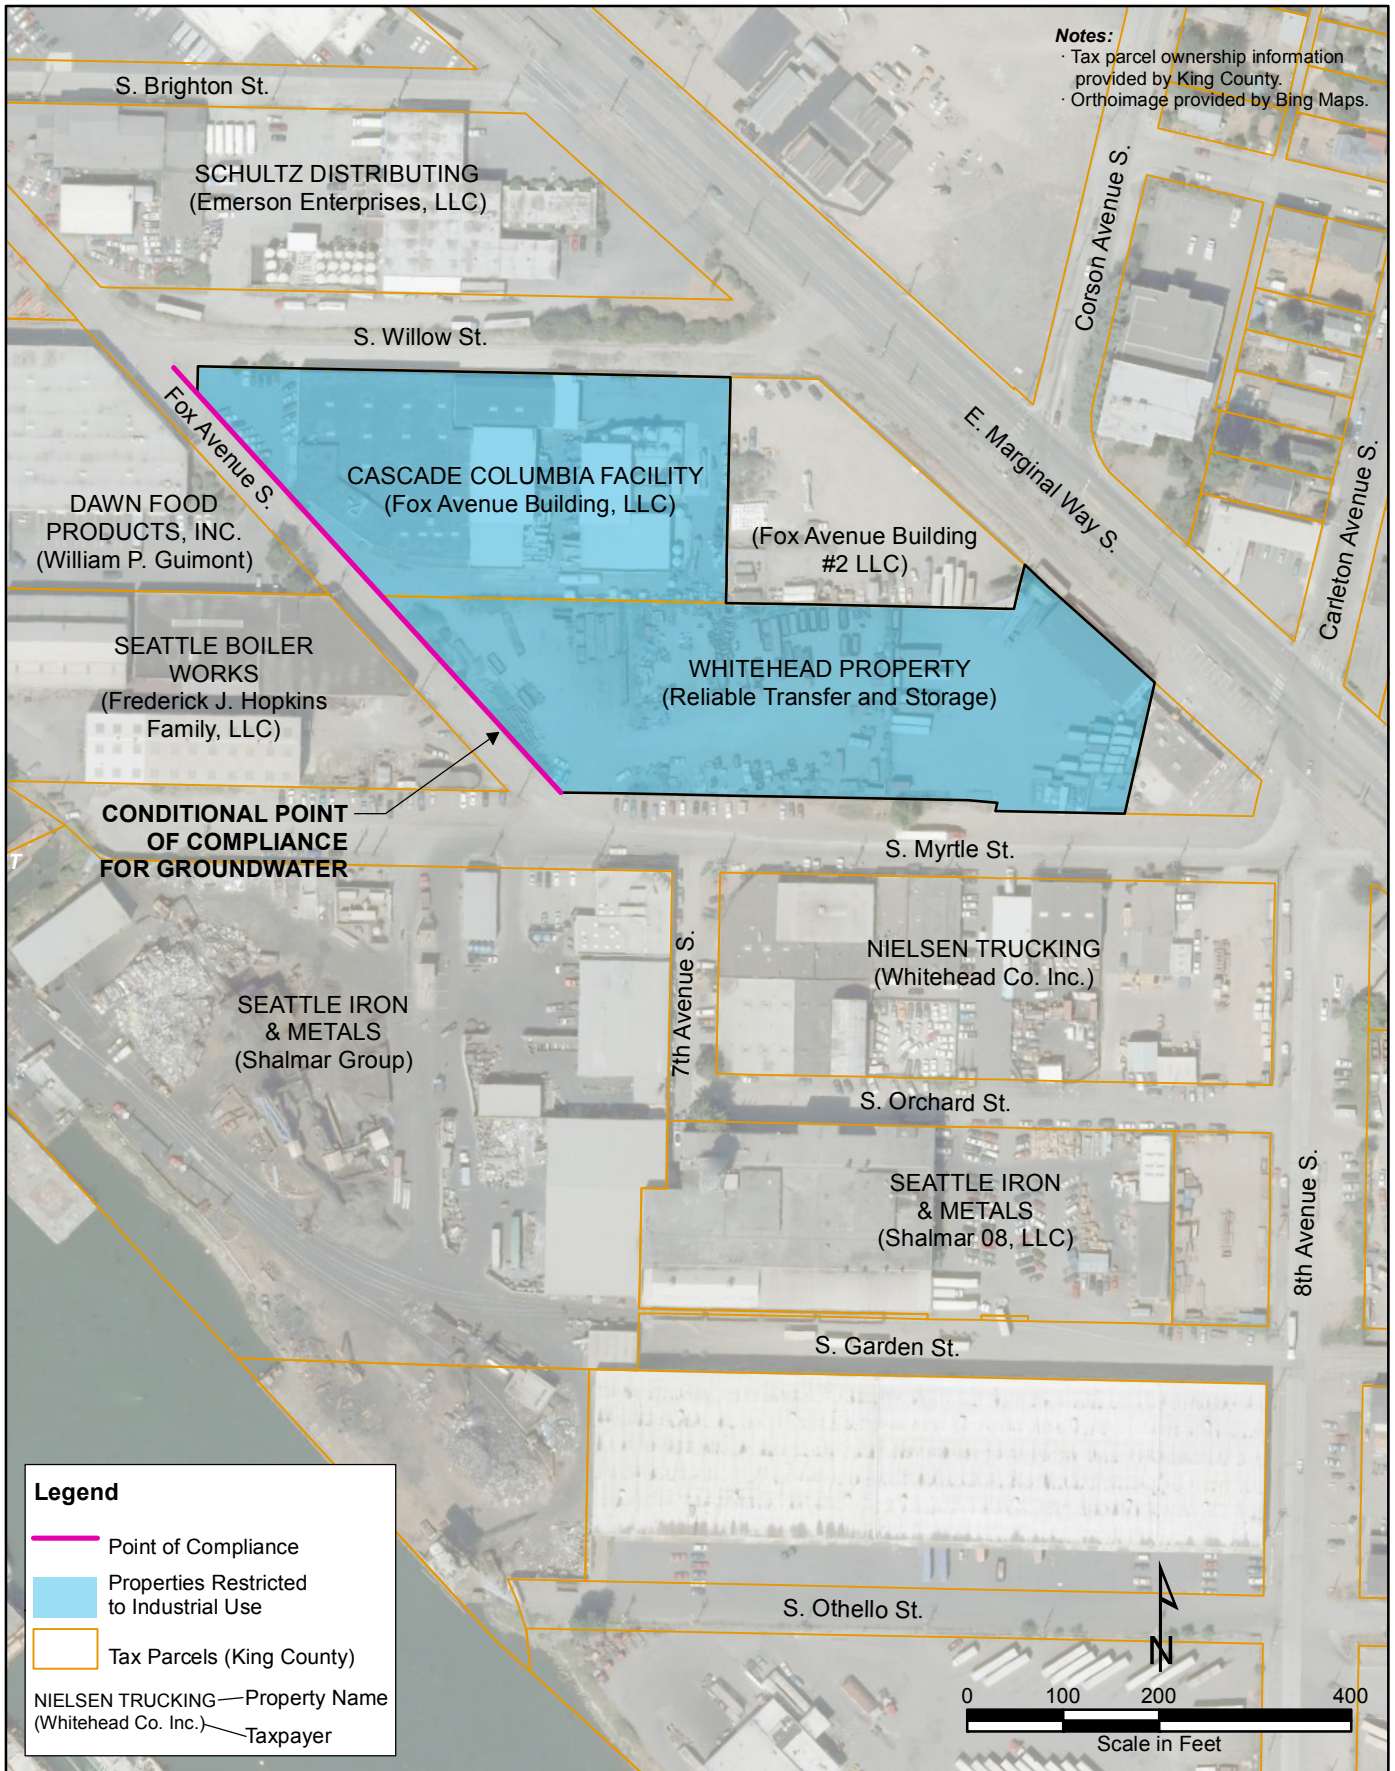 Notes:
· Tax parcel ownership information
provided by King County.
· Orthoimage provided by Bing Maps.
S. Brighton St.
SCHULTZ DISTRIBUTING
(Emerson Enterprises, LLC)
Corson Avenue S.
S. Willow St.
Fox Avenue S.
E. Marginal Way S.
Carleton Avenue S.
CASCADE COLUMBIA FACILITY
(Fox Avenue Building, LLC)
DAWN FOOD
PRODUCTS, INC.
(William P. Guimont)
(Fox Avenue Building
#2 LLC)
SEATTLE BOILER
WORKS
(Frederick J. Hopkins
Family, LLC)
WHITEHEAD PROPERTY
(Reliable Transfer and Storage)
CONDITIONAL POINT
OF COMPLIANCE
FOR GROUNDWATER
S. Myrtle St.
T
7th Avenue S.
NIELSEN TRUCKING
(Whitehead Co. Inc.)
SEATTLE IRON
& METALS
(Shalmar Group)
S. Orchard St.
SEATTLE IRON
& METALS
(Shalmar 08, LLC)
8th Avenue S.
S. Garden St.
S. Othello St.
Legend
Point of Compliance
Properties Restricted
to Industrial Use
Tax Parcels (King County)
NIELSEN TRUCKING Property Name
(Whitehead Co. Inc.) Taxpayer
N
0 100 200 400
Scale in Feet